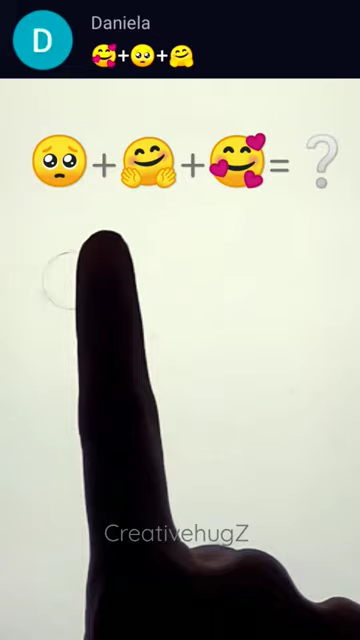 D
Daniela
🥰+🥺+🤗
🥺+🤗+🥰=❔
CreativehugZ